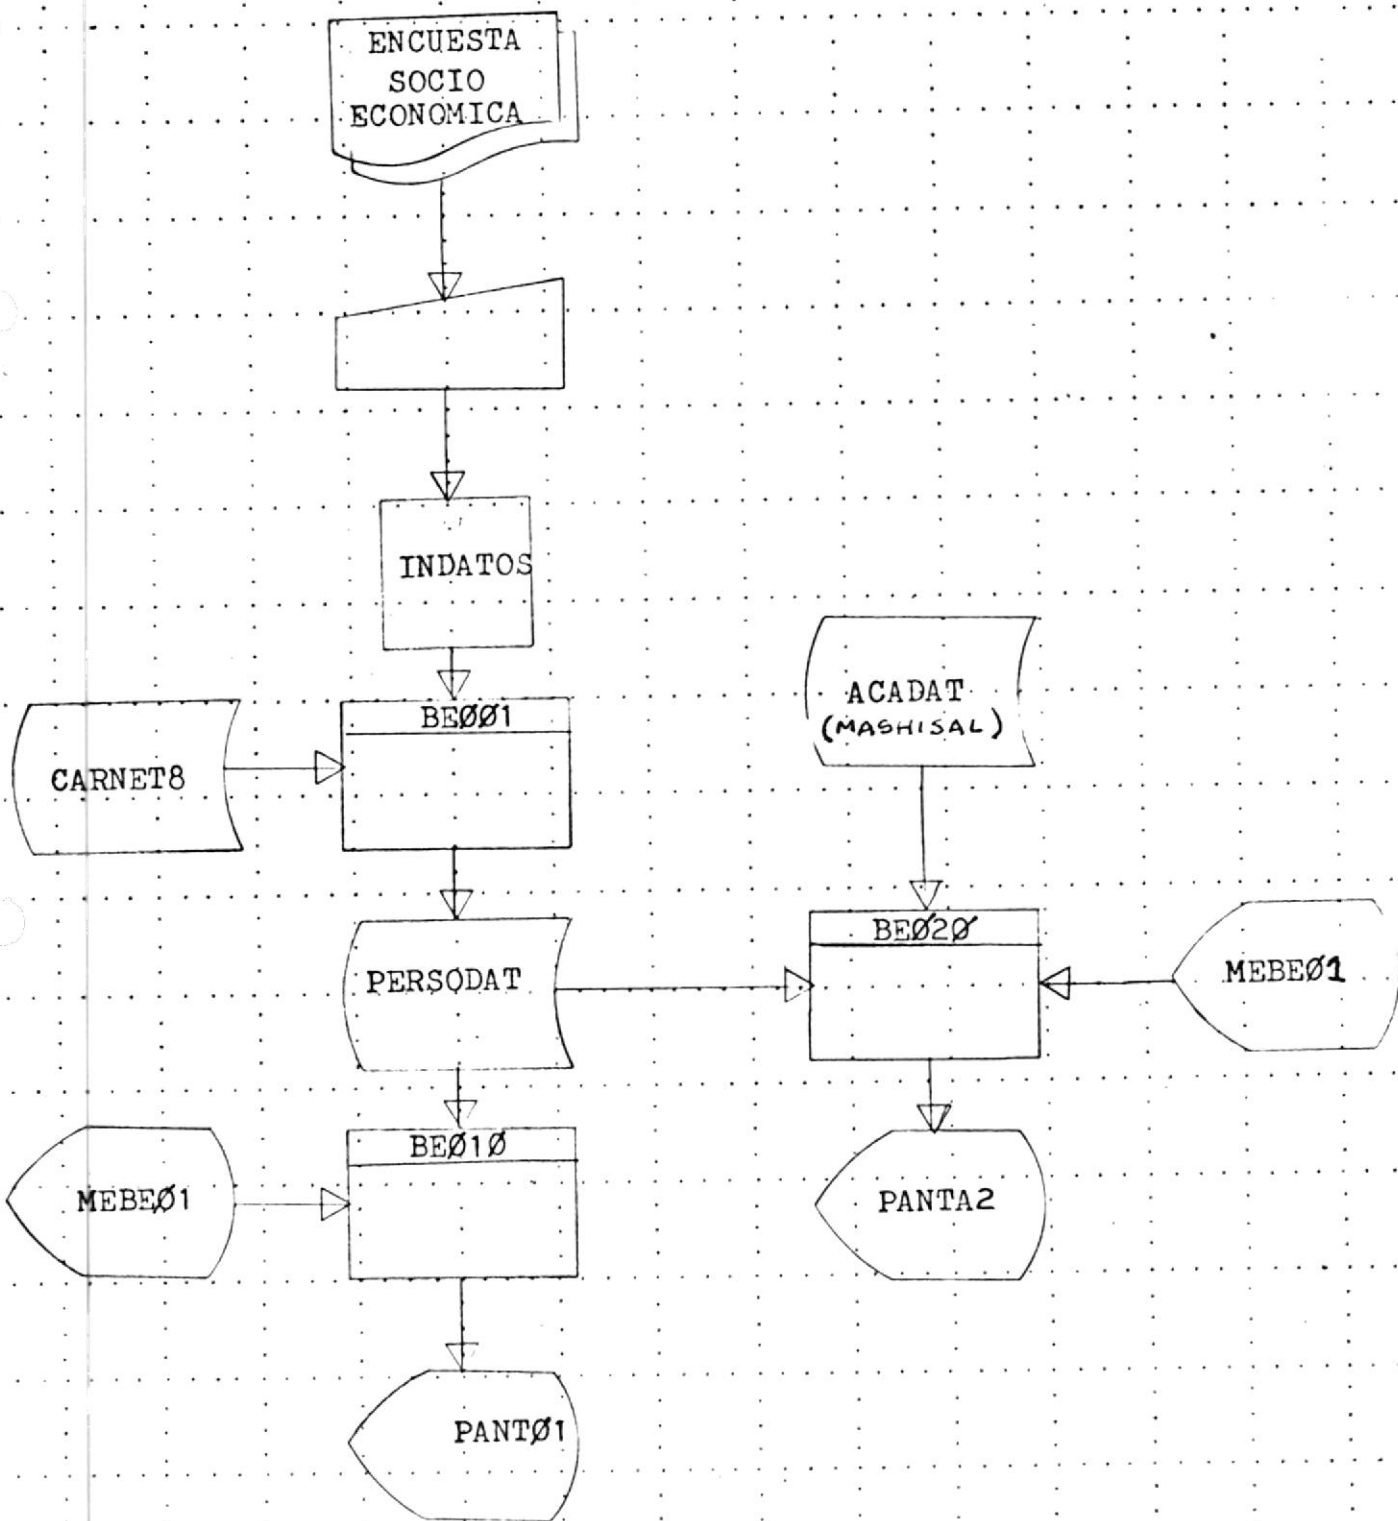 ENCUESTA
SOCIO
ECONOMICA
INDATOS
BEØØ1
CARNET8
ACADAT
(MASHISAL)
PERSODAT
BEØ2Ø
MEBEØ1
BEØ1Ø
MEBEØ1
PANTA2
PANTØ1